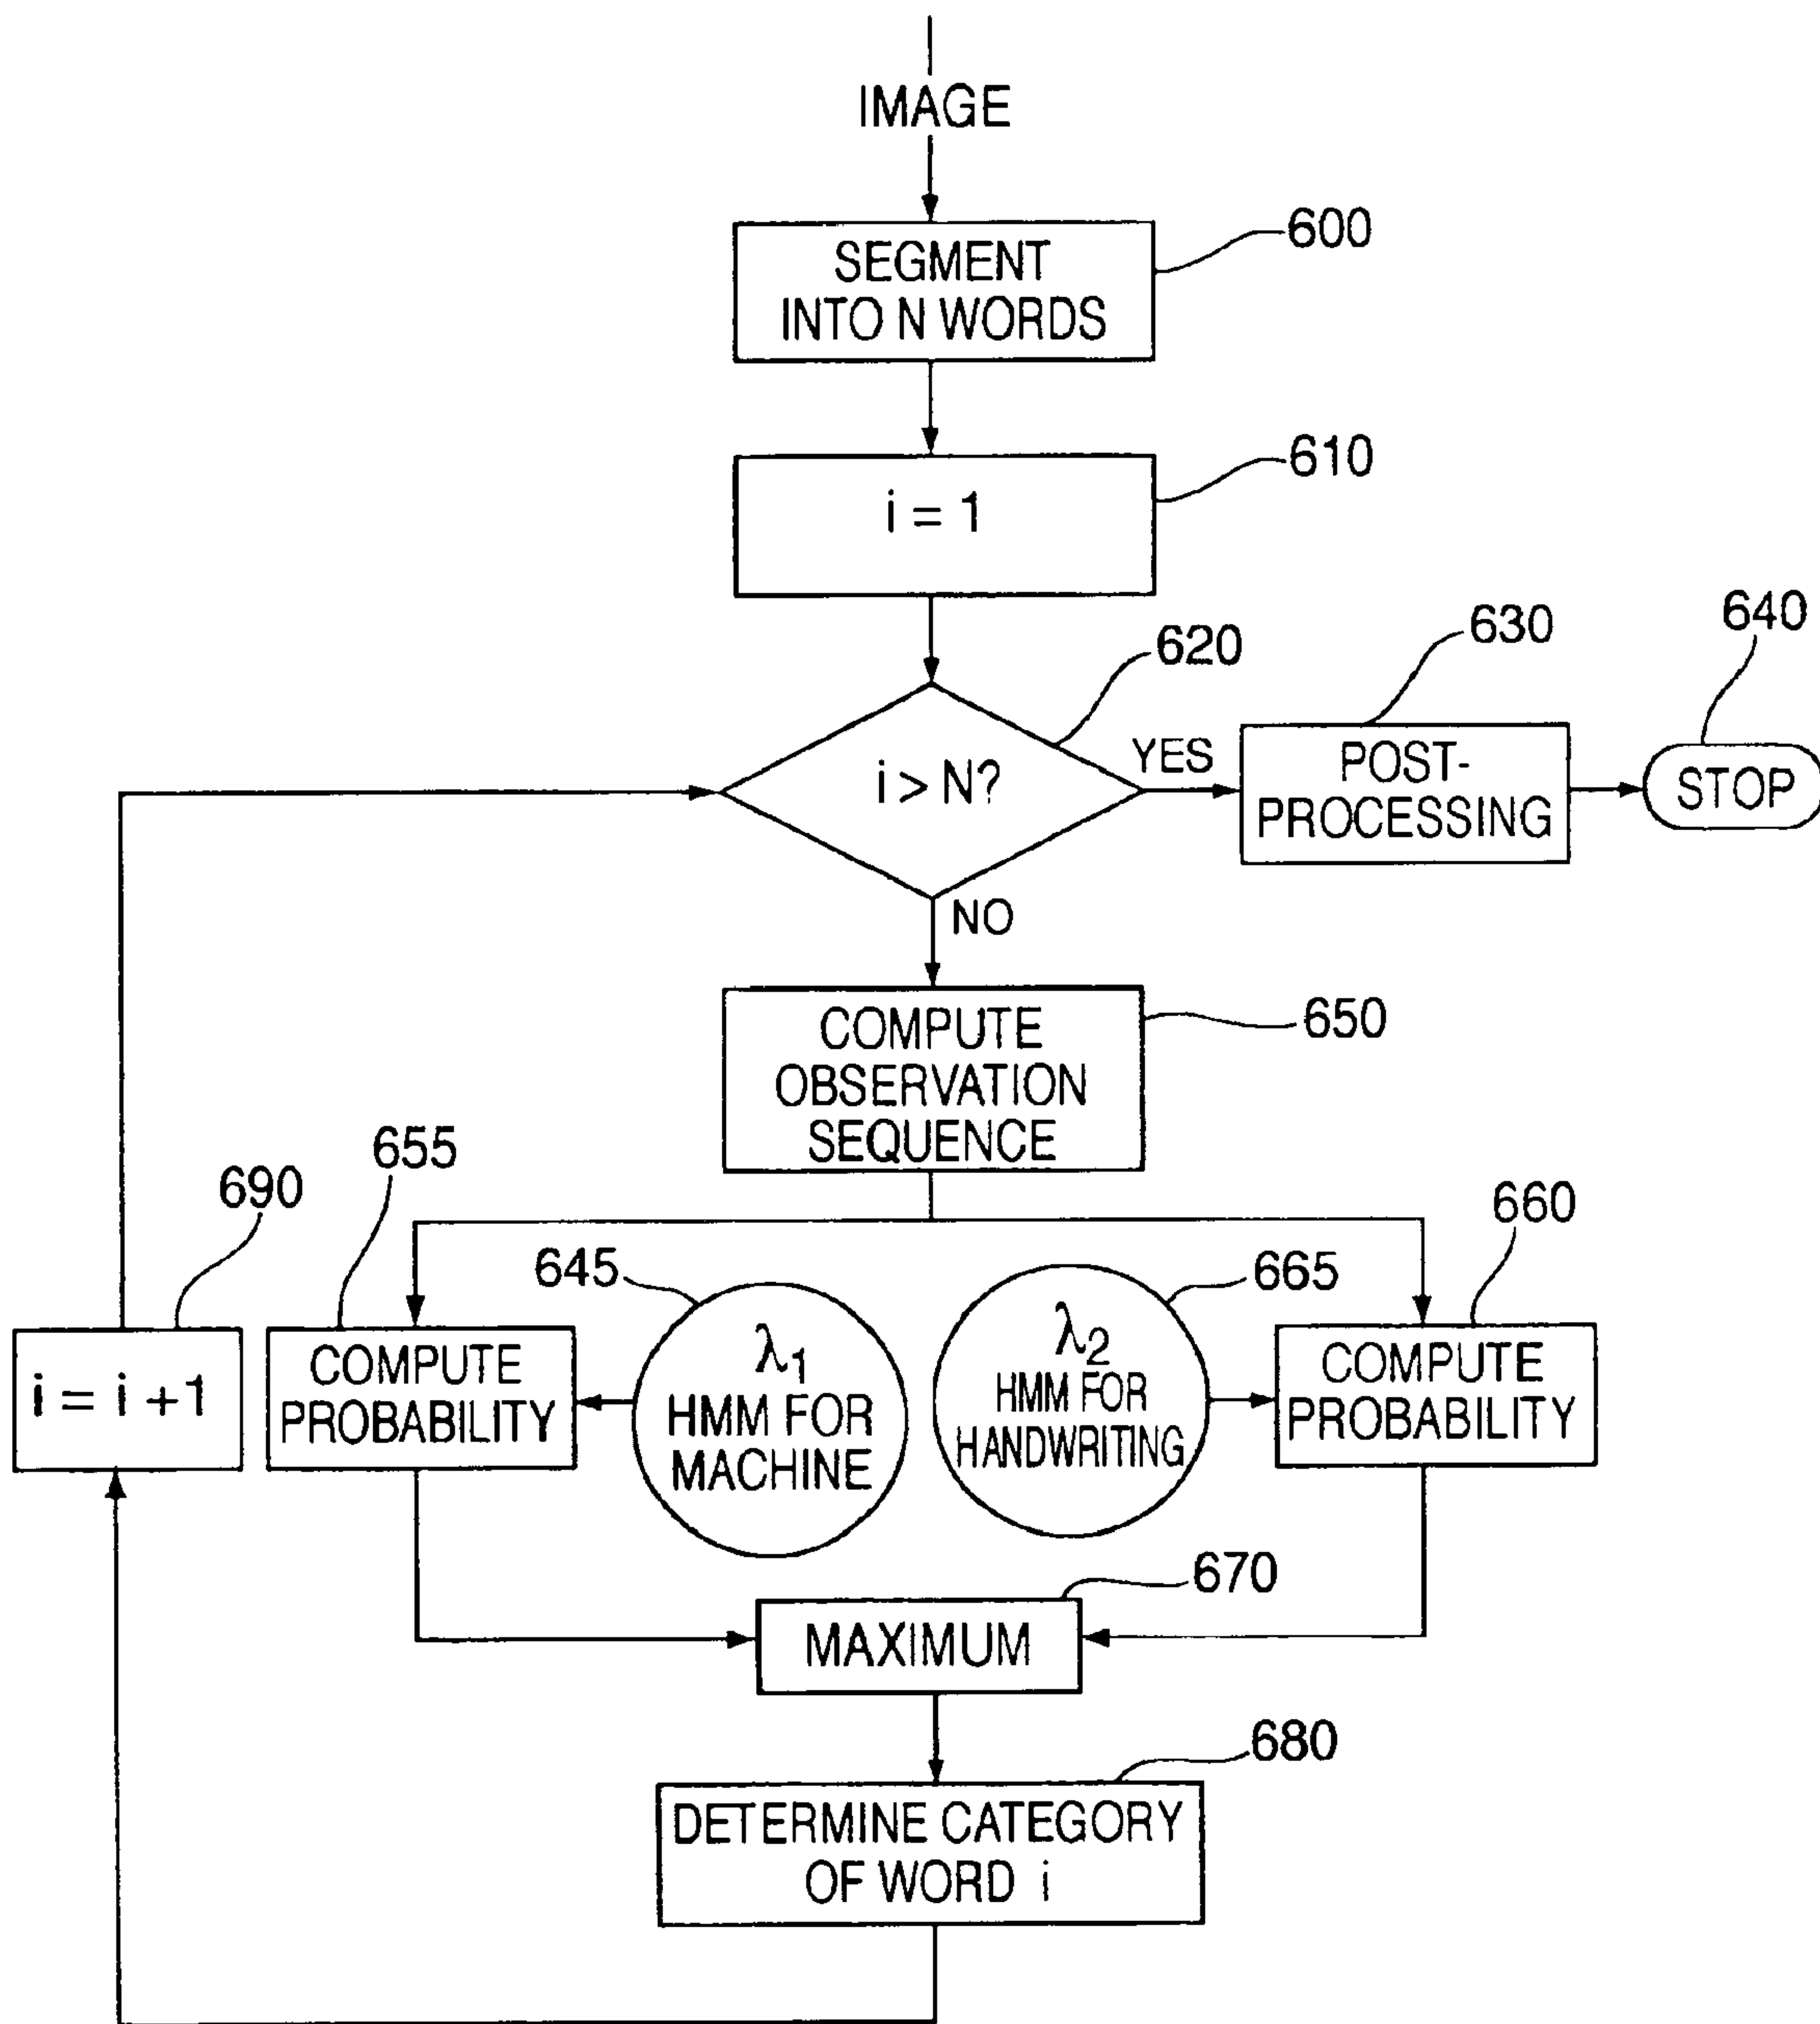 IMAGE
600
SEGMENT
INTO N WORDS
610
i = 1
620
630
640
i > N?
YES
POST-
PROCESSING
STOP
NO
650
COMPUTE
OBSERVATION
SEQUENCE
655
690
660
645
665
i = i +1
COMPUTE
PROBABILITY
λ1
HMM FOR
MACHINE
λ2
HMM FOR
HANDWRITING
COMPUTE
PROBABILITY
670
MAXIMUM
680
DETERMINE CATEGORY
OF WORD i